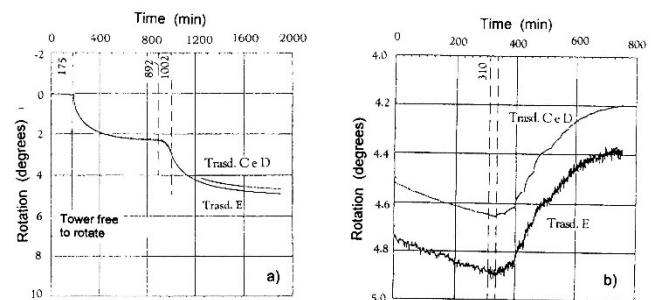 Time (min)
0 400 800 1200 1600 2000
-2
0
2
4
6
8
10
Rotation (degrees)
175
892
1002
Trasd. C e D
Trasd. E
Tower free
to rotate
a)
Time (min)
0 200 400 600 800
4.0
4.2
4.4
4.6
4.8
5.0
Rotation (degrees)
310
Trasd. C e D
Trasd. E
b)